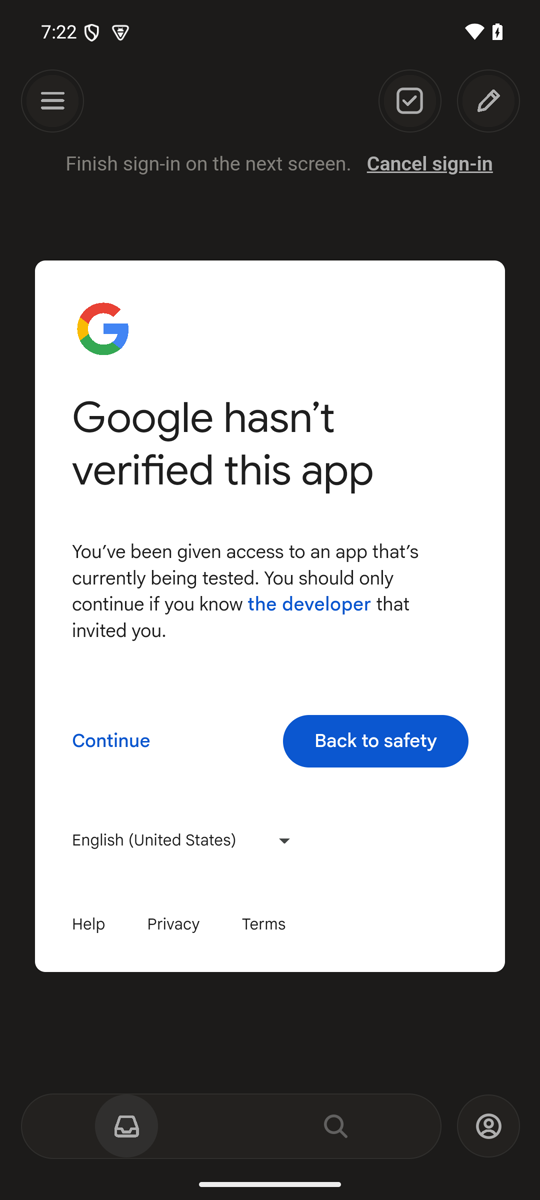 7:22
Finish sign-in on the next screen. Cancel sign-in
Google hasn’t
verified this app
You’ve been given access to an app that’s
currently being tested. You should only
continue if you know the developer that
invited you.
Continue
Back to safety
English (United States)
Help
Privacy
Terms